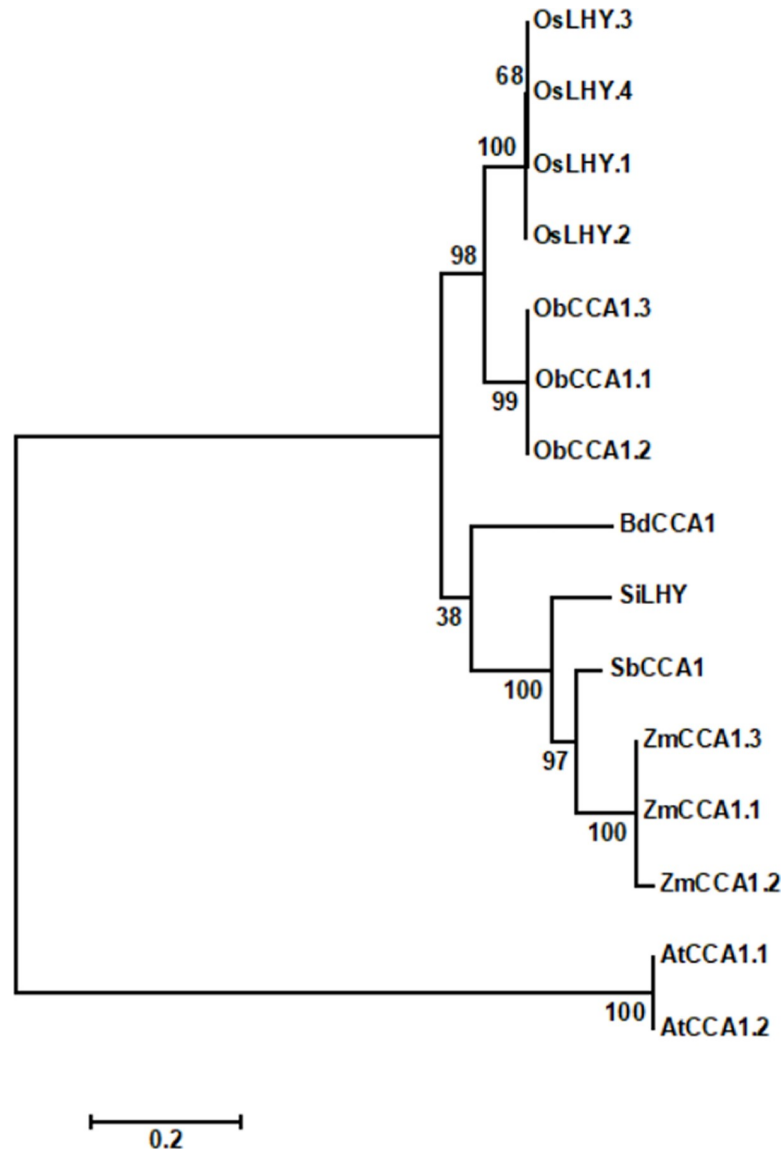 OsLHY.3
68
OsLHY.4
100
OsLHY.1
OsLHY.2
98
ObCCA1.3
ObCCA1.1
99
ObCCA1.2
BdCCA1
SiLHY
38
SbCCA1
100
ZmCCA1.3
97
ZmCCA1.1
100
ZmCCA1.2
AtCCA1.1
100
AtCCA1.2
0.2